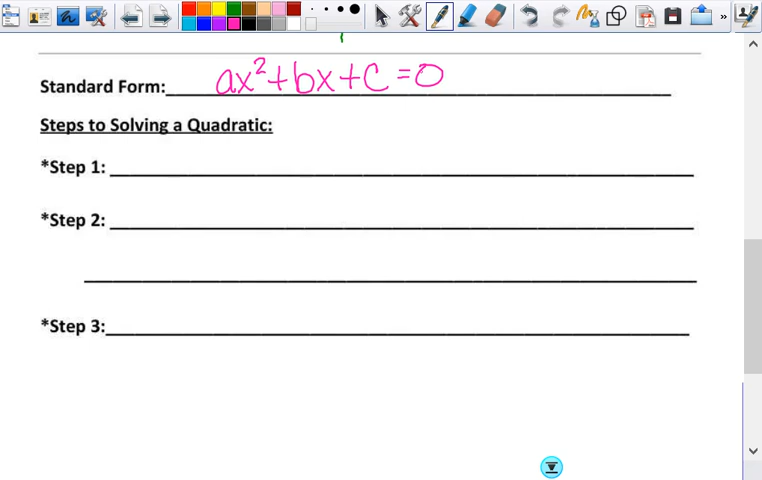 Standard Form: ax²+bx+c=0
Steps to Solving a Quadratic:
*Step 1:
*Step 2:
*Step 3: